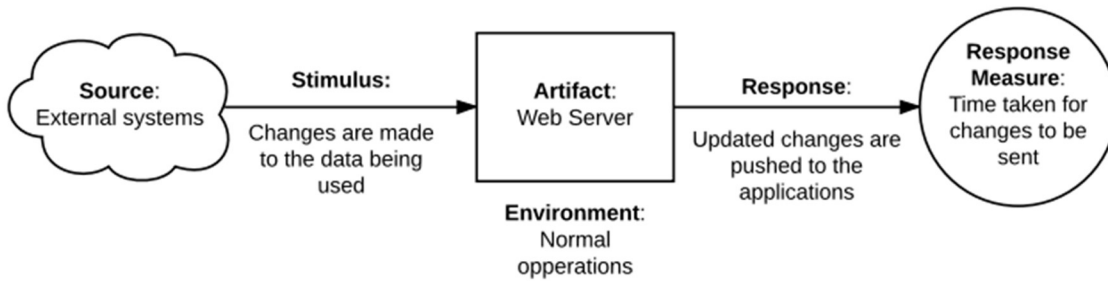 Source:
External systems
Stimulus:
Changes are made
to the data being
used
Artifact:
Web Server
Environment:
Normal
opperations
Response:
Updated changes are
pushed to the
applications
Response
Measure:
Time taken for
changes to be
sent